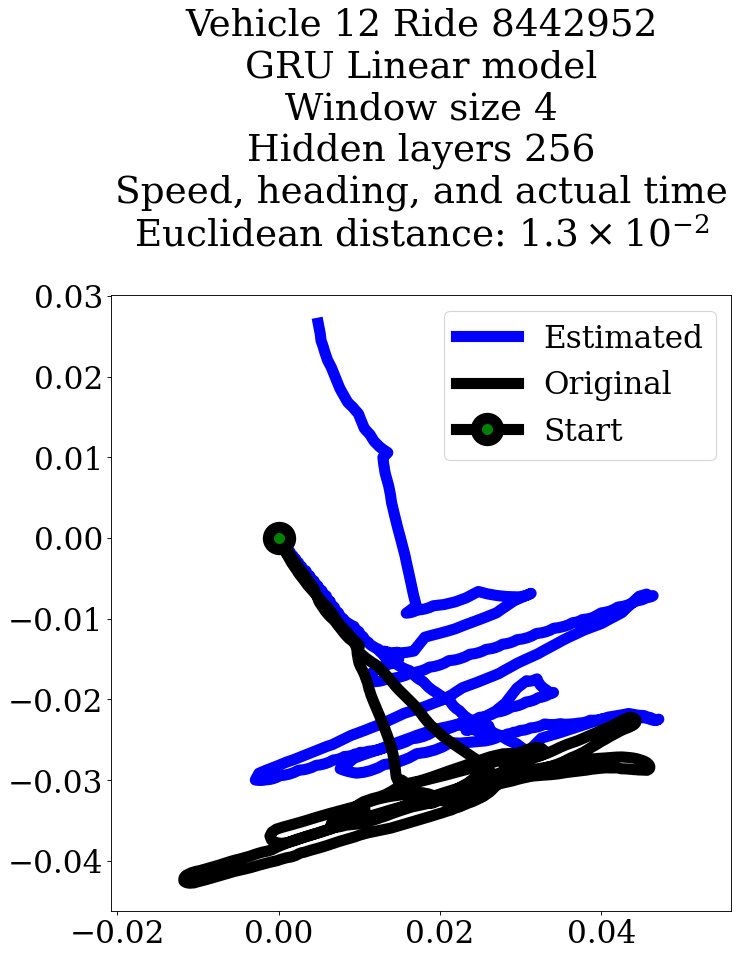 Vehicle 12 Ride 8442952
GRU Linear model
Window size 4
Hidden layers 256
Speed, heading, and actual time
Euclidean distance: 1.3 × 10⁻²
0.03
Estimated
0.02
Original
0.01
Start
0.00
−0.01
−0.02
−0.03
−0.04
−0.02 0.00 0.02 0.04